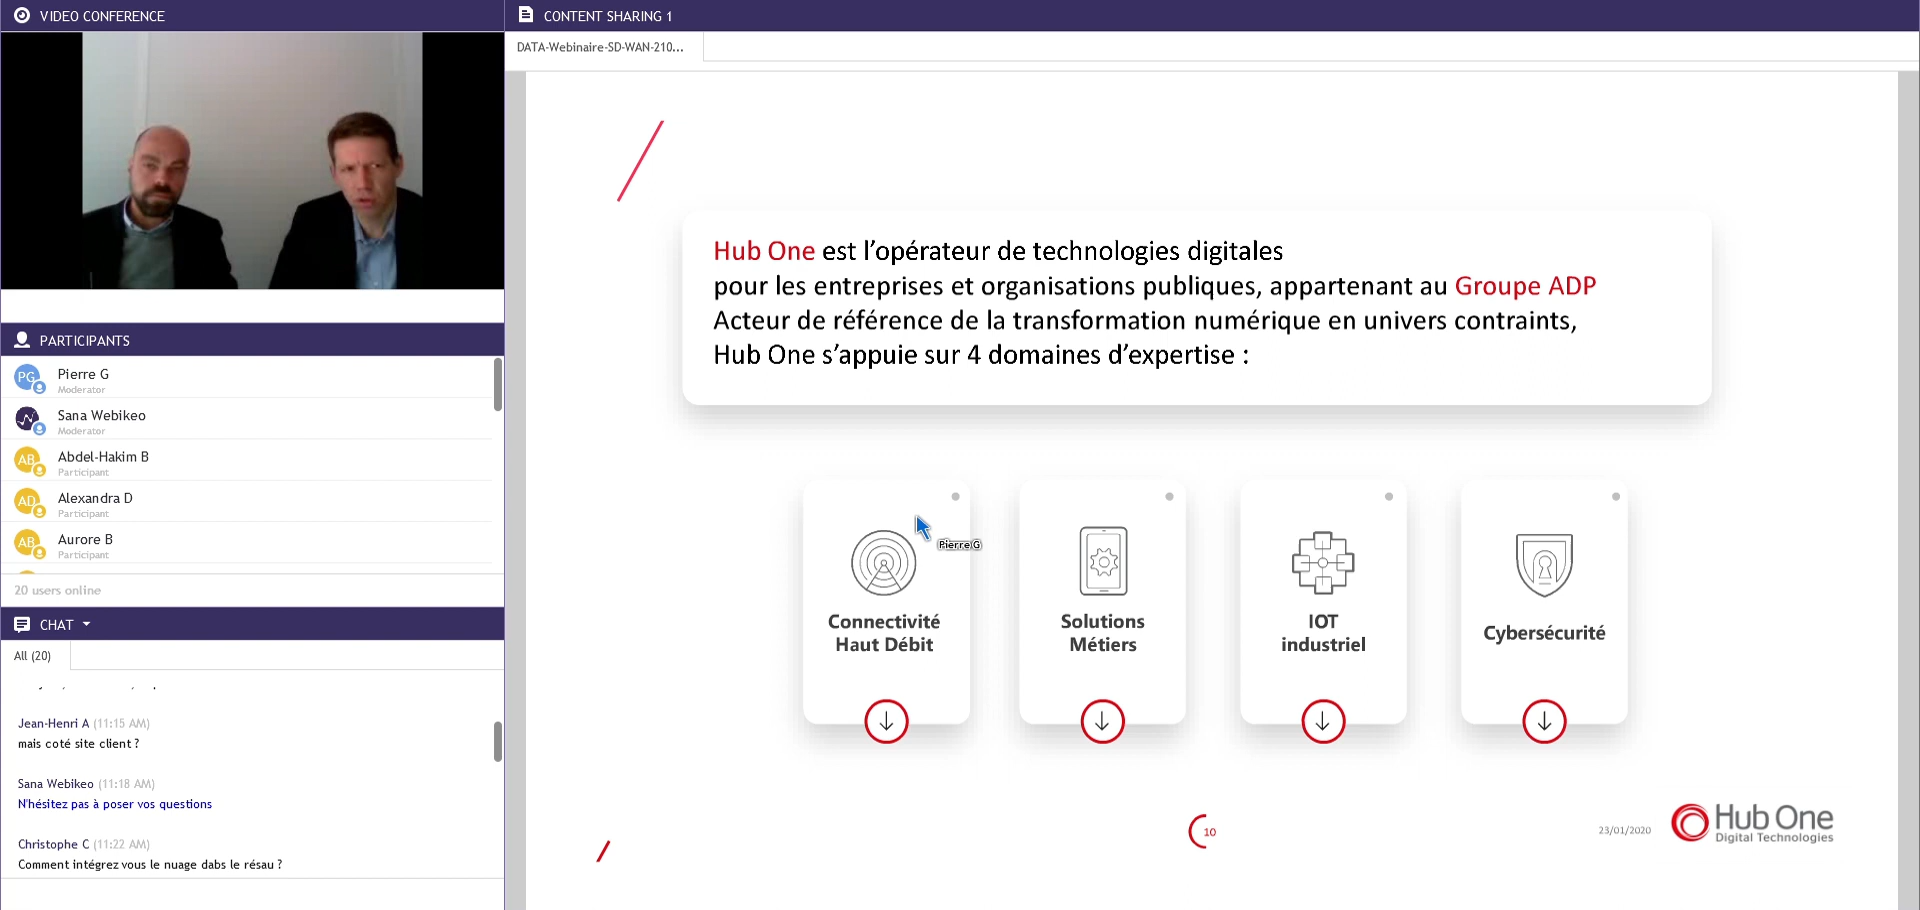 VIDEO CONFERENCE
PARTICIPANTS
PG
Pierre G
Moderator
Sana Webikeo
Moderator
AB
Abdel-Hakim B
Participant
AD
Alexandra D
Participant
AB
Aurore B
Participant
20 users online
CHAT
All (20)
Jean-Henri A (11:15 AM)
mais coté site client ?
Sana Webikeo (11:18 AM)
N'hésitez pas à poser vos questions
Christophe C (11:22 AM)
Comment intégrez vous le nuage dabs le résau ?
CONTENT SHARING 1
DATA-Webinaire-SD-WAN-210...
Hub One est l’opérateur de technologies digitales
pour les entreprises et organisations publiques, appartenant au Groupe ADP
Acteur de référence de la transformation numérique en univers contraints,
Hub One s’appuie sur 4 domaines d’expertise :
Pierre G
Connectivité
Haut Débit
Solutions
Métiers
IOT
industriel
Cybersécurité
10
23/01/2020
Hub One
Digital Technologies